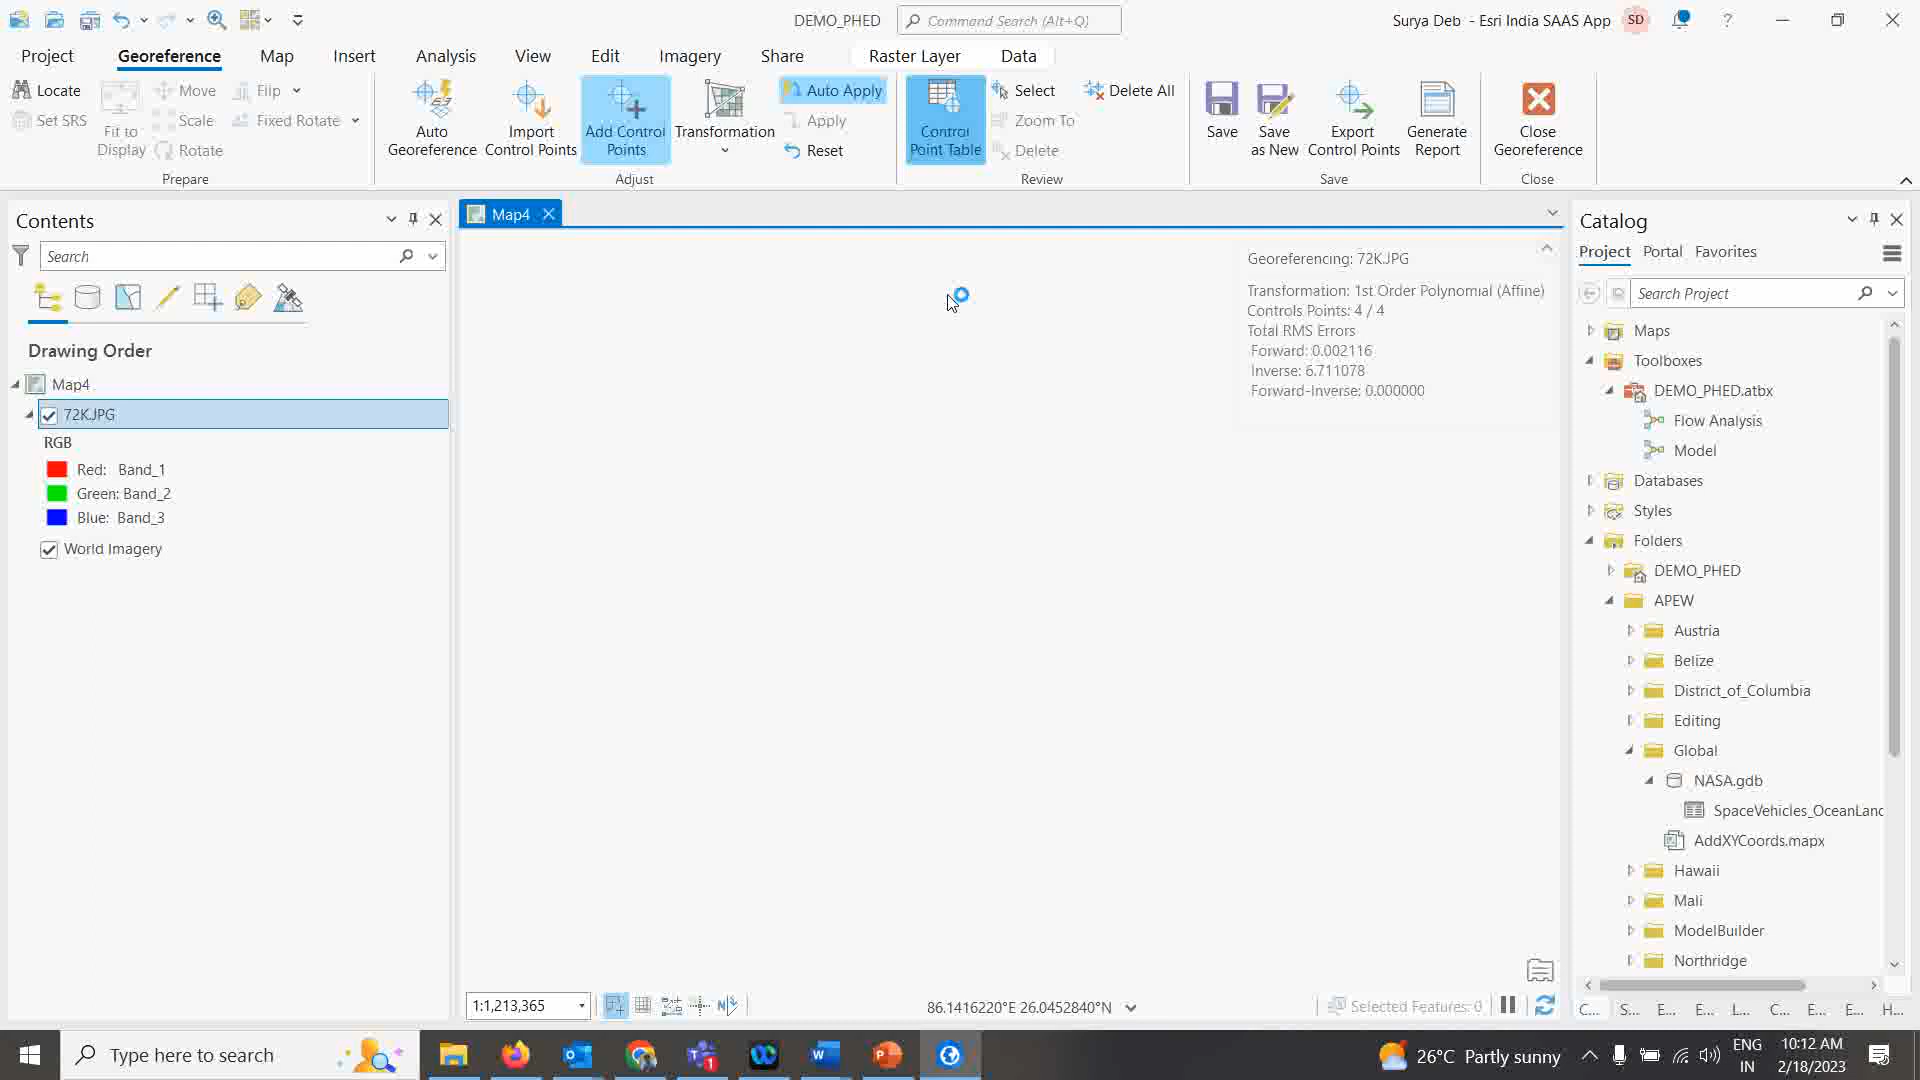 DEMO_PHED
Command Search (Alt+Q)
Surya Deb - Esri India SAAS App
SD
?
Project
Georeference
Map
Insert
Analysis
View
Edit
Imagery
Share
Raster Layer
Data
Locate
Set SRS
Fit to
Display
Move
Scale
Rotate
Flip
Fixed Rotate
Prepare
Auto
Georeference
Import
Control Points
Add Control
Points
Transformation
Auto Apply
Apply
Reset
Adjust
Control
Point Table
Select
Zoom To
Delete
Delete All
Review
Save
Save
as New
Export
Control Points
Generate
Report
Save
Close
Georeference
Close
Contents
Search
Drawing Order
Map4
72K.JPG
RGB
Red: Band_1
Green: Band_2
Blue: Band_3
World Imagery
Map4
Georeferencing: 72K.JPG
Transformation: 1st Order Polynomial (Affine)
Controls Points: 4 / 4
Total RMS Errors
Forward: 0.002116
Inverse: 6.711078
Forward-Inverse: 0.000000
1:1,213,365
86.1416220°E 26.0452840°N
Selected Features: 0
Catalog
Project
Portal
Favorites
Search Project
Maps
Toolboxes
DEMO_PHED.atbx
Flow Analysis
Model
Databases
Styles
Folders
DEMO_PHED
APEW
Austria
Belize
District_of_Columbia
Editing
Global
NASA.gdb
SpaceVehicles_OceanLanc
AddXYCoords.mapx
Hawaii
Mali
ModelBuilder
Northridge
C... S... E... E... L... C... E... E... H...
Type here to search
26°C Partly sunny
ENG
IN
10:12 AM
2/18/2023